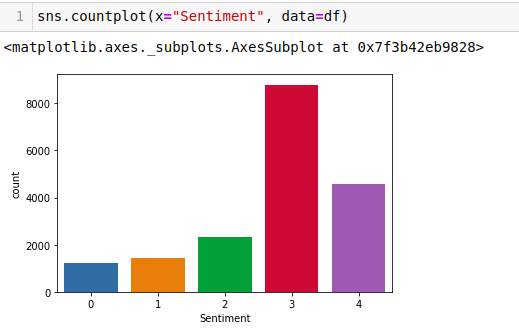 1 sns.countplot(x="Sentiment", data=df)
<matplotlib.axes._subplots.AxesSubplot at 0x7f3b42eb9828>
8000
6000
4000
2000
0
count
0 1 2 3 4
Sentiment